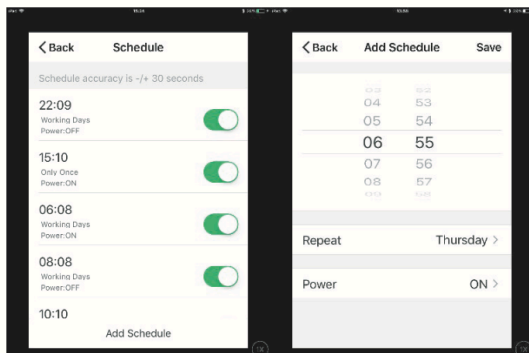 < Back Schedule
Schedule accuracy is -/+ 30 seconds
22:09
Working Days
Power:OFF
15:10
Only Once
Power:ON
06:08
Working Days
Power:ON
08:08
Working Days
Power:OFF
10:10
Add Schedule
1X
< Back Add Schedule Save
04 53
05 54
06 55
07 56
08 57
Repeat Thursday >
Power ON >
1X